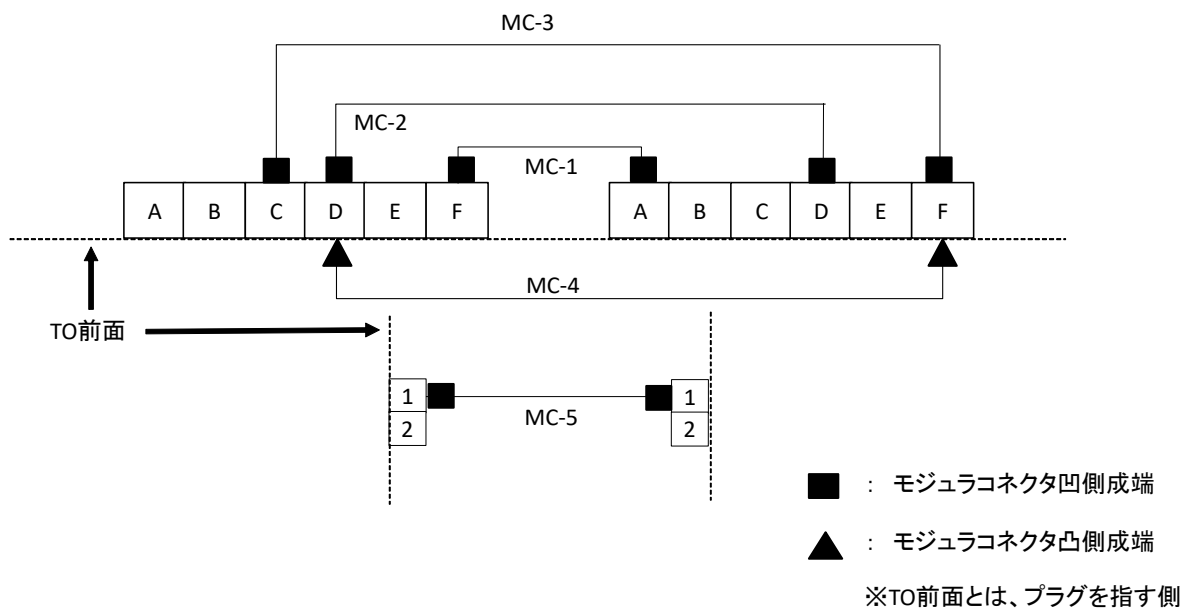 MC-3
MC-2
MC-1
A B C D E F A B C D E F
MC-4
TO前面
1 1
MC-5
2 2
: モジュラコネクタ凹側成端
: モジュラコネクタ凸側成端
※TO前面とは、プラグを指す側